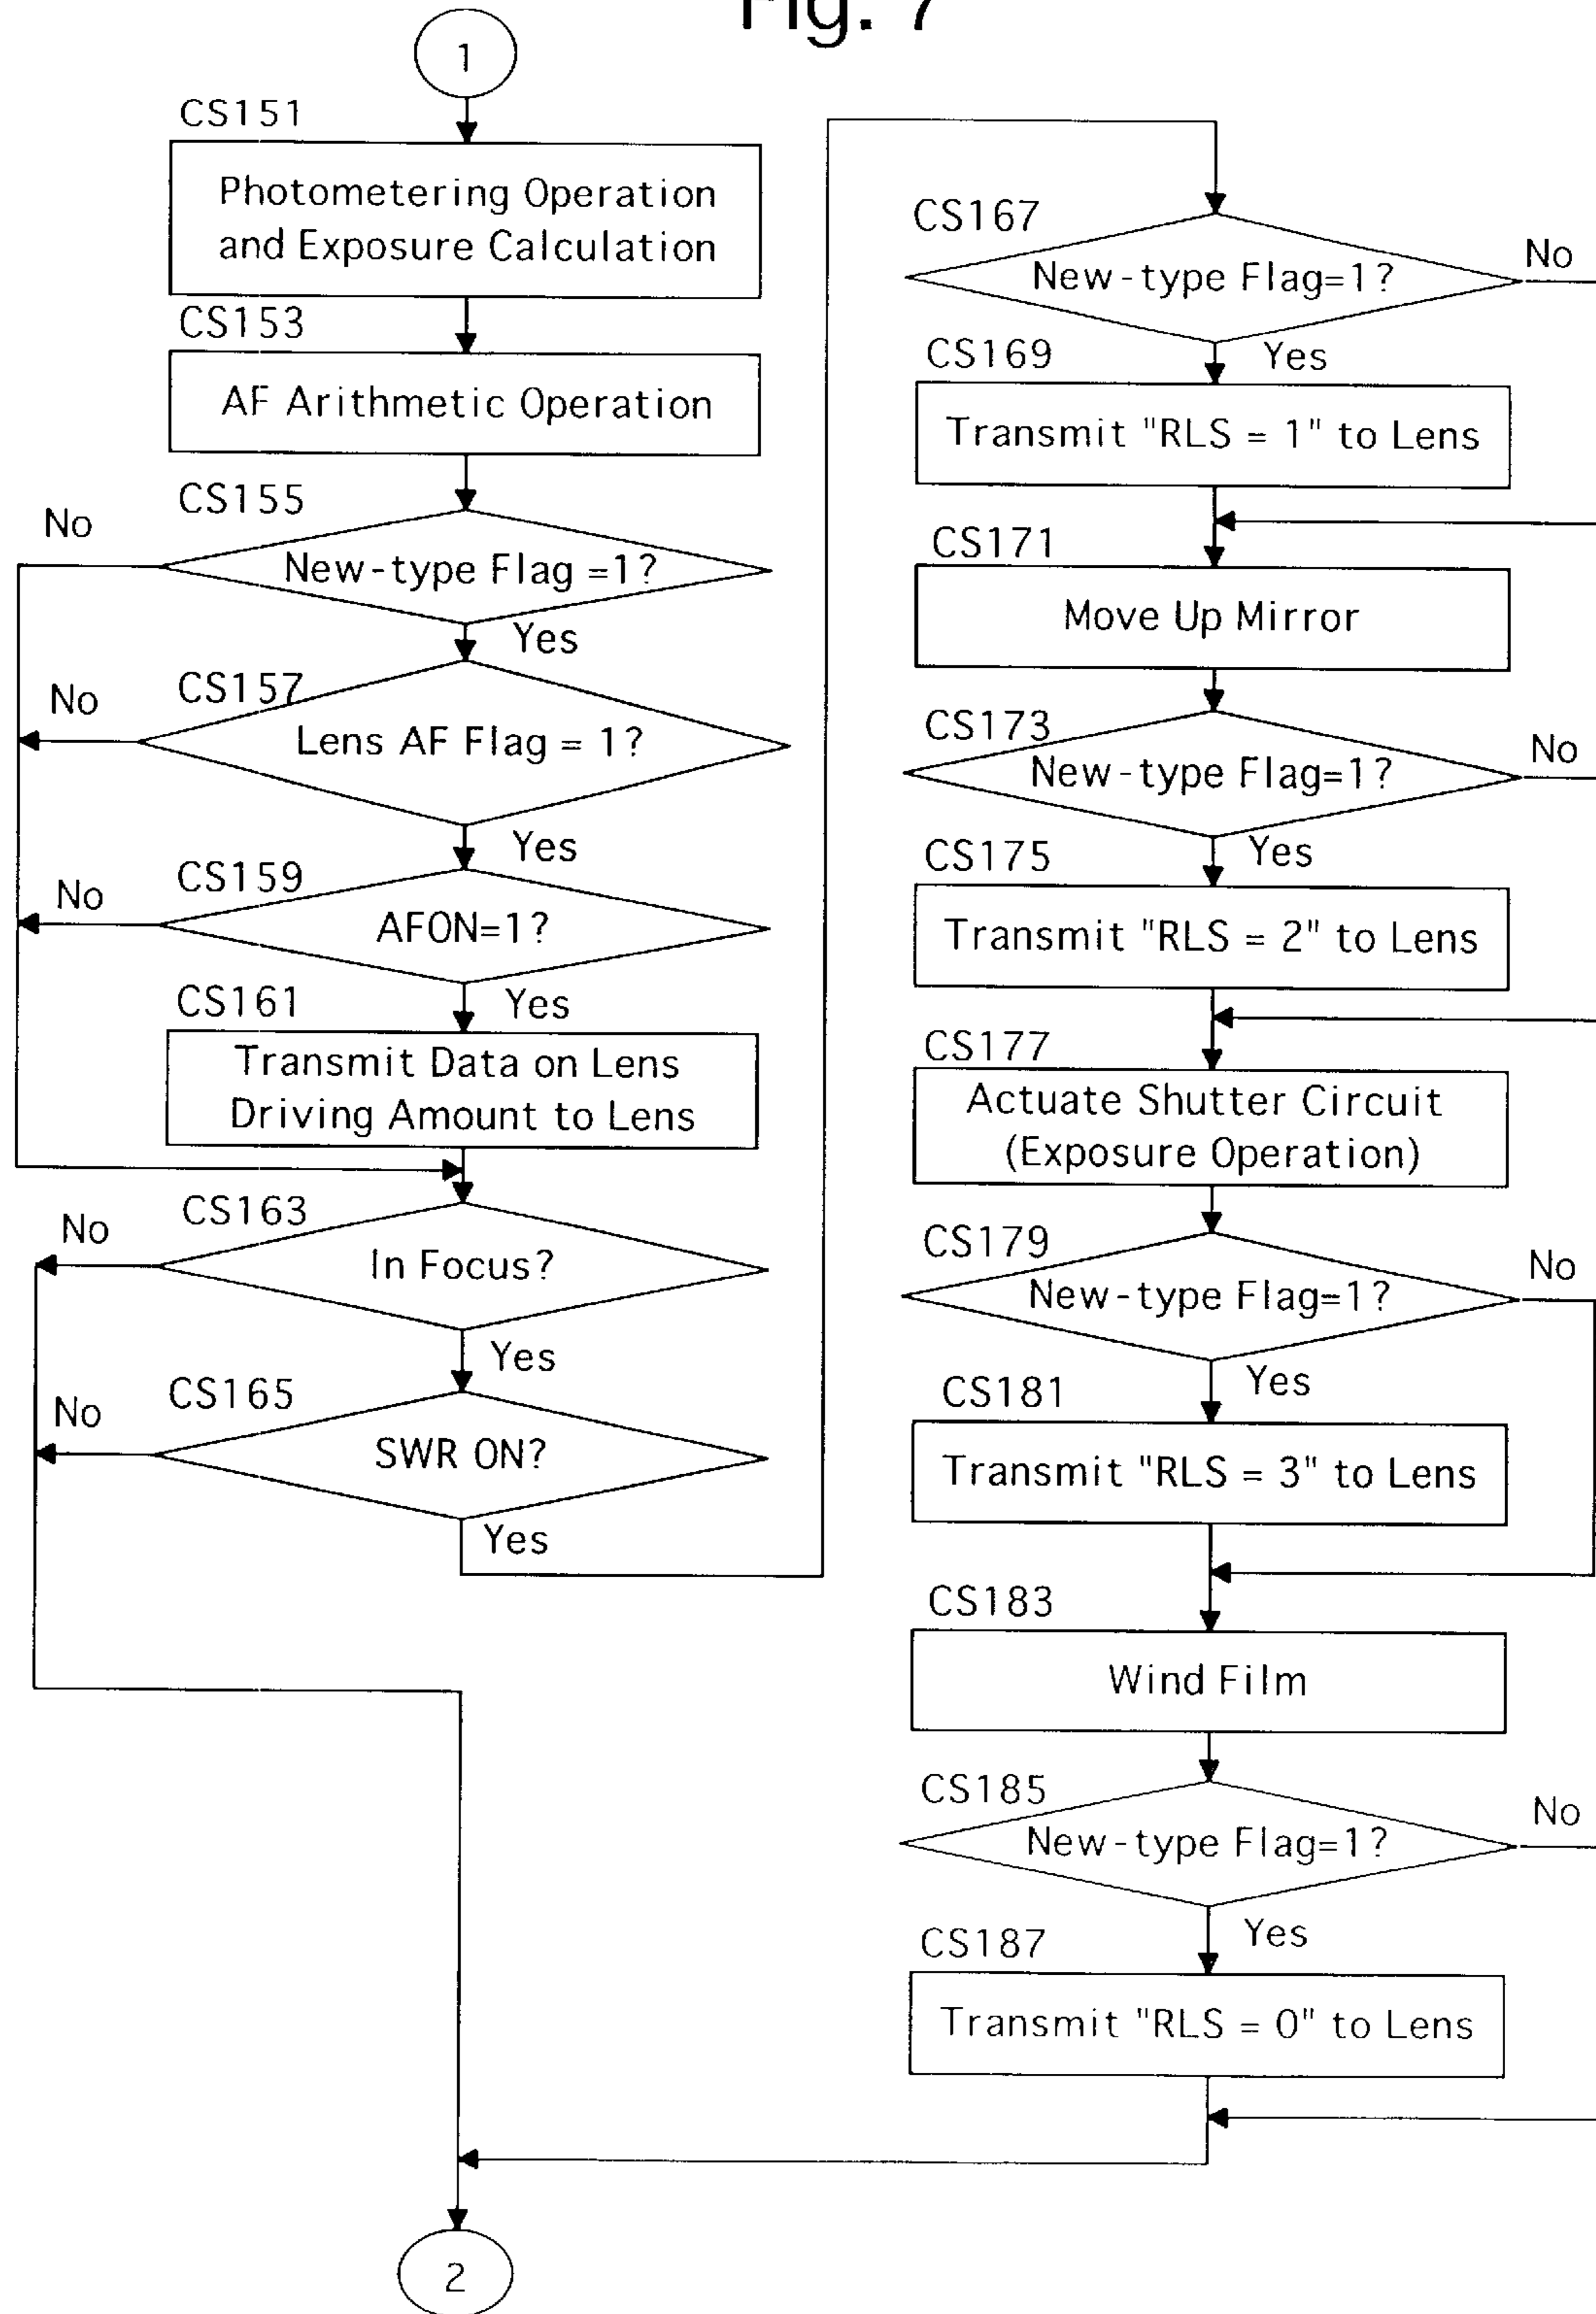 Fig. 7
1
CS151
Photometering Operation
and Exposure Calculation
CS153
AF Arithmetic Operation
CS155
No
New-type Flag =1?
Yes
CS157
No
Lens AF Flag = 1?
Yes
CS159
No
AFON=1?
Yes
CS161
Transmit Data on Lens
Driving Amount to Lens
CS163
No
In Focus?
Yes
CS165
No
SWR ON?
Yes
CS167
No
New-type Flag=1?
Yes
CS169
Transmit "RLS = 1" to Lens
CS171
Move Up Mirror
CS173
No
New-type Flag=1?
Yes
CS175
Transmit "RLS = 2" to Lens
CS177
Actuate Shutter Circuit
(Exposure Operation)
CS179
No
New-type Flag=1?
Yes
CS181
Transmit "RLS = 3" to Lens
CS183
Wind Film
CS185
No
New-type Flag=1?
Yes
CS187
Transmit "RLS = 0" to Lens
2